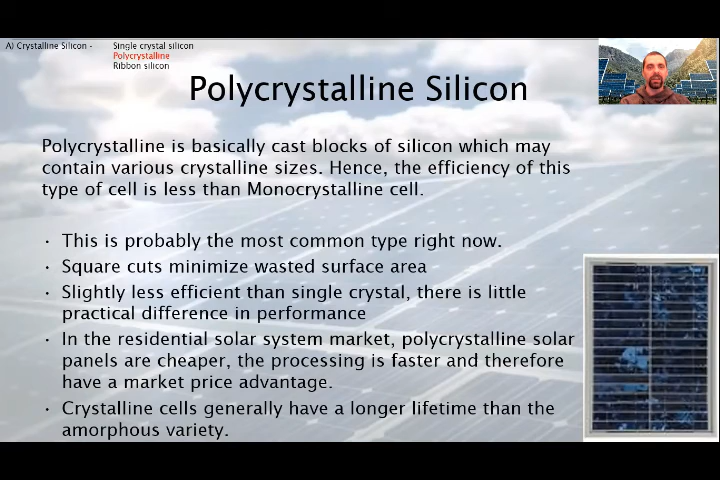 A) Crystalline Silicon - Single crystal silicon
Polycrystalline
Ribbon silicon
Polycrystalline Silicon
Polycrystalline is basically cast blocks of silicon which may
contain various crystalline sizes. Hence, the efficiency of this
type of cell is less than Monocrystalline cell.
· This is probably the most common type right now.
· Square cuts minimize wasted surface area
· Slightly less efficient than single crystal, there is little
practical difference in performance
· In the residential solar system market, polycrystalline solar
panels are cheaper, the processing is faster and therefore
have a market price advantage.
· Crystalline cells generally have a longer lifetime than the
amorphous variety.